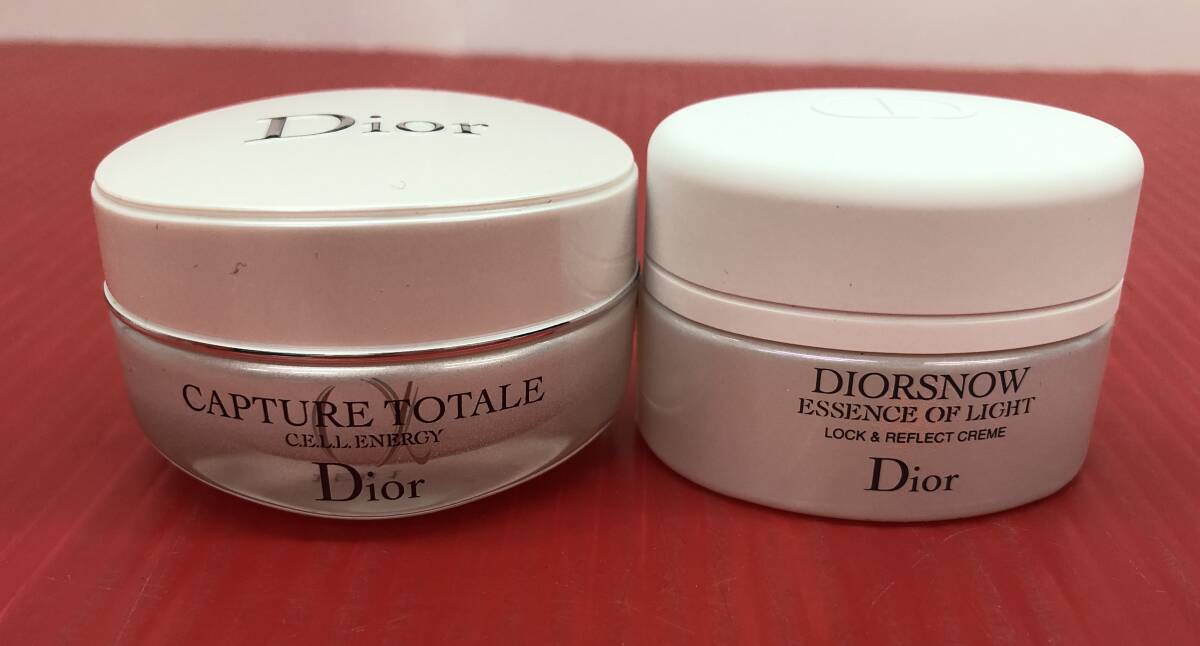 Dior
CAPTURE TOTALE
C.E.L.L. ENERGY
Dior
DIORSNOW
ESSENCE OF LIGHT
LOCK & REFLECT CREME
Dior